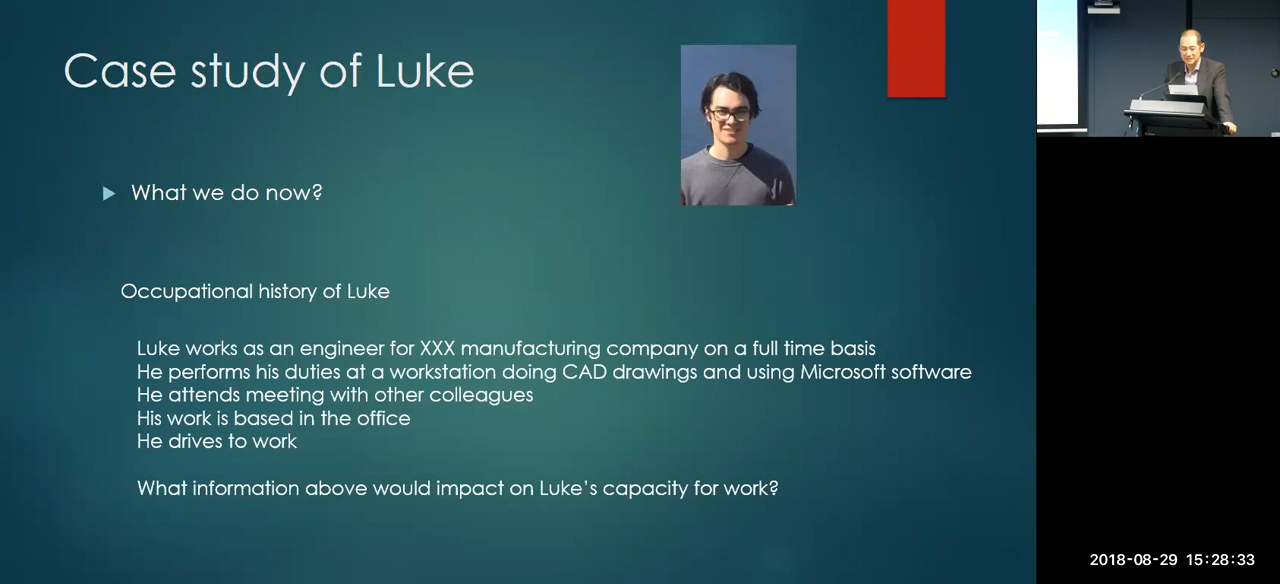 Case study of Luke
What we do now?
Occupational history of Luke
Luke works as an engineer for XXX manufacturing company on a full time basis
He performs his duties at a workstation doing CAD drawings and using Microsoft software
He attends meeting with other colleagues
His work is based in the office
He drives to work
What information above would impact on Luke’s capacity for work?
2018-08-29 15:28:33